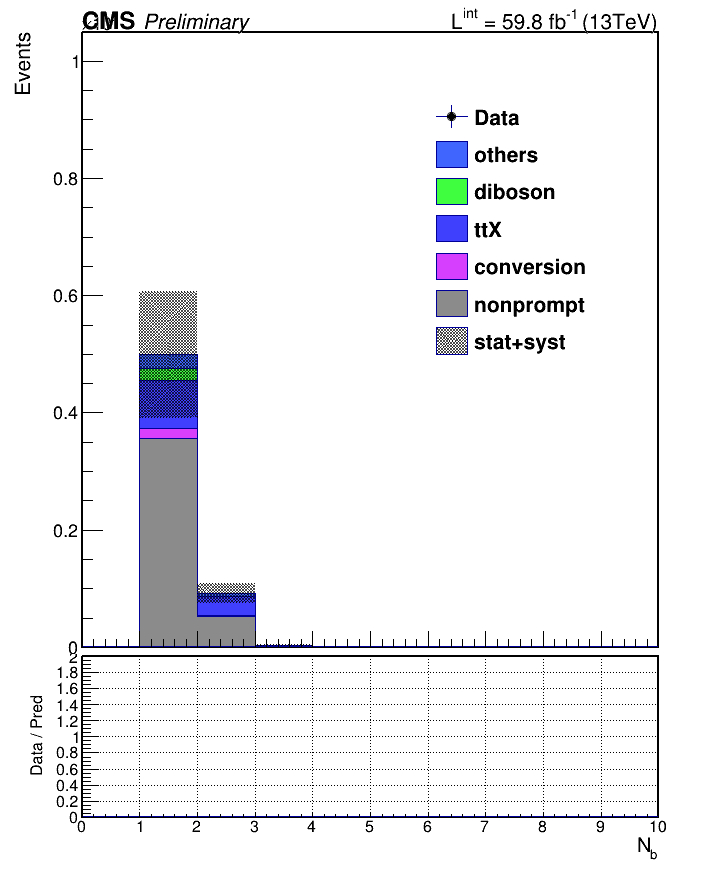 CMS Preliminary L^int = 59.8 fb^-1 (13TeV)
Events
1
0.8
0.6
0.4
0.2
0
Data
others
diboson
ttX
conversion
nonprompt
stat+syst
Data / Pred
2
1.8
1.6
1.4
1.2
1
0.8
0.6
0.4
0.2
0
0 1 2 3 4 5 6 7 8 9 10
N_b